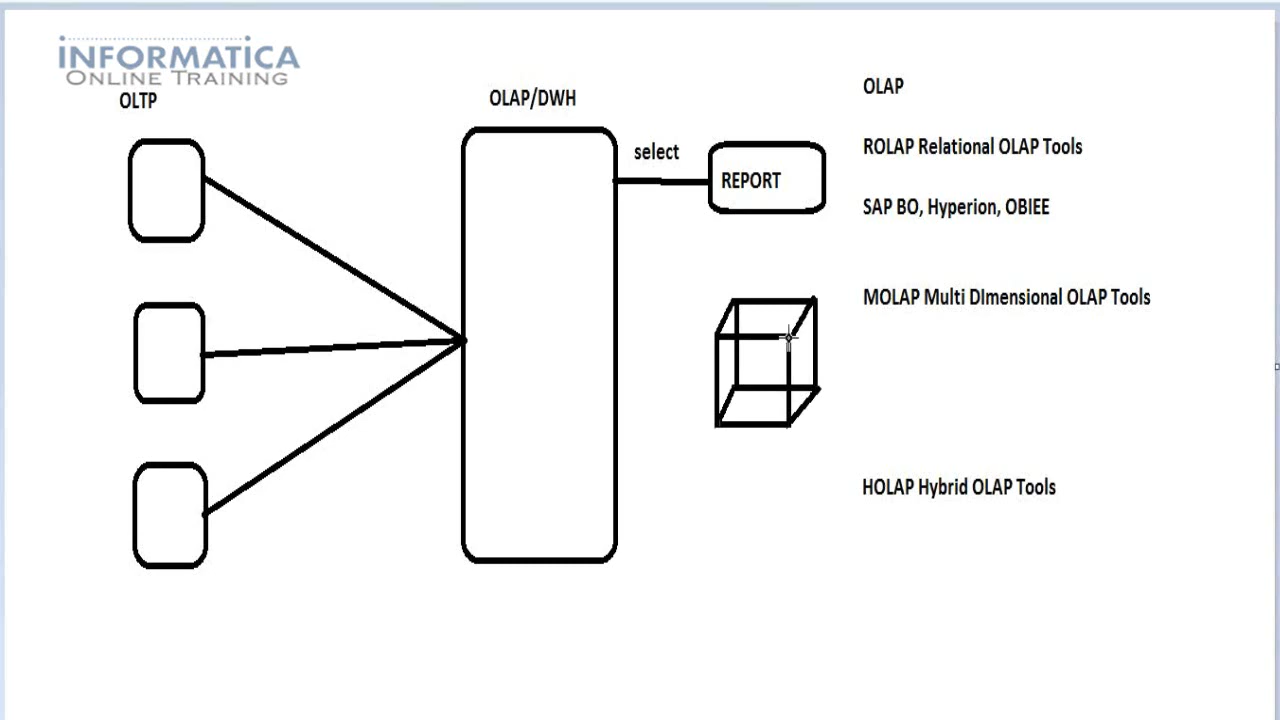 INFORMATICA
ONLINE TRAINING
OLTP
OLAP/DWH
select
REPORT
OLAP
ROLAP Relational OLAP Tools
SAP BO, Hyperion, OBIEE
MOLAP Multi DImensional OLAP Tools
HOLAP Hybrid OLAP Tools